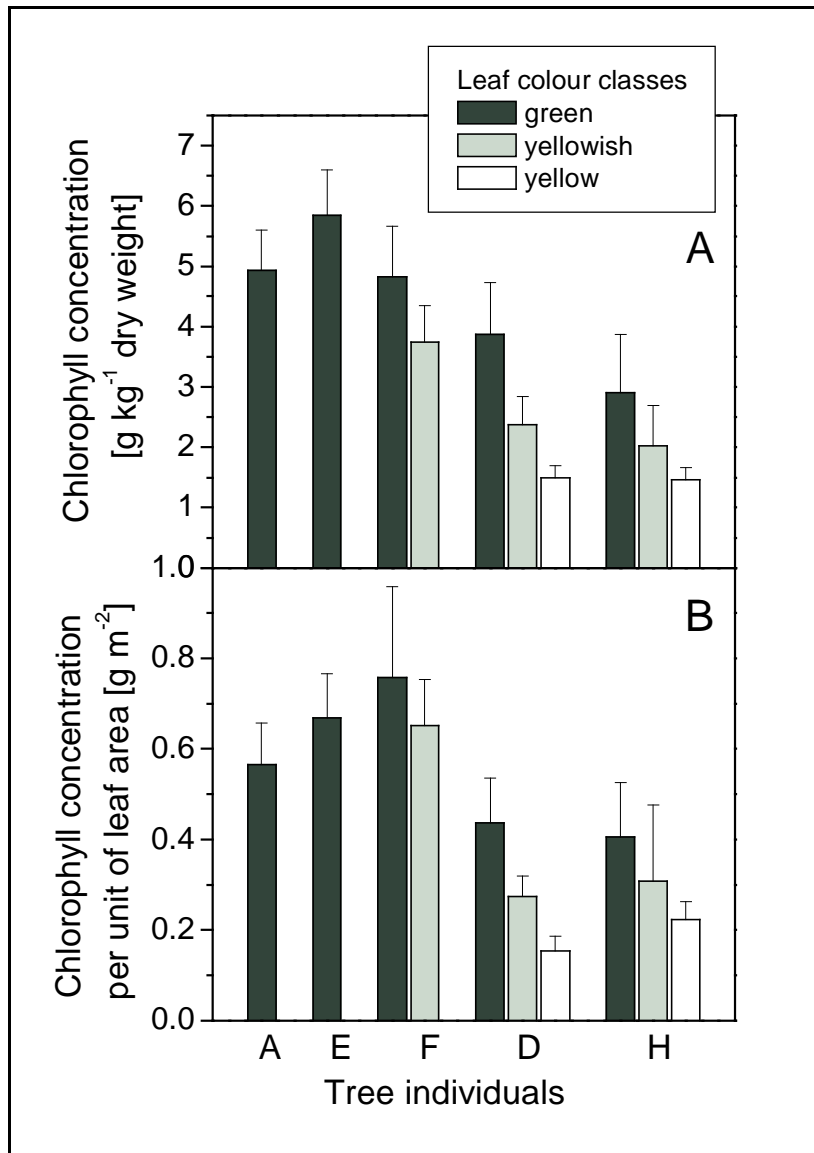 Leaf colour classes
green
yellowish
yellow
A
Chlorophyll concentration
[g kg⁻¹ dry weight]
7
6
5
4
3
2
1
B
Chlorophyll concentration
per unit of leaf area [g m⁻²]
1.0
0.8
0.6
0.4
0.2
0.0
A E F D H
Tree individuals